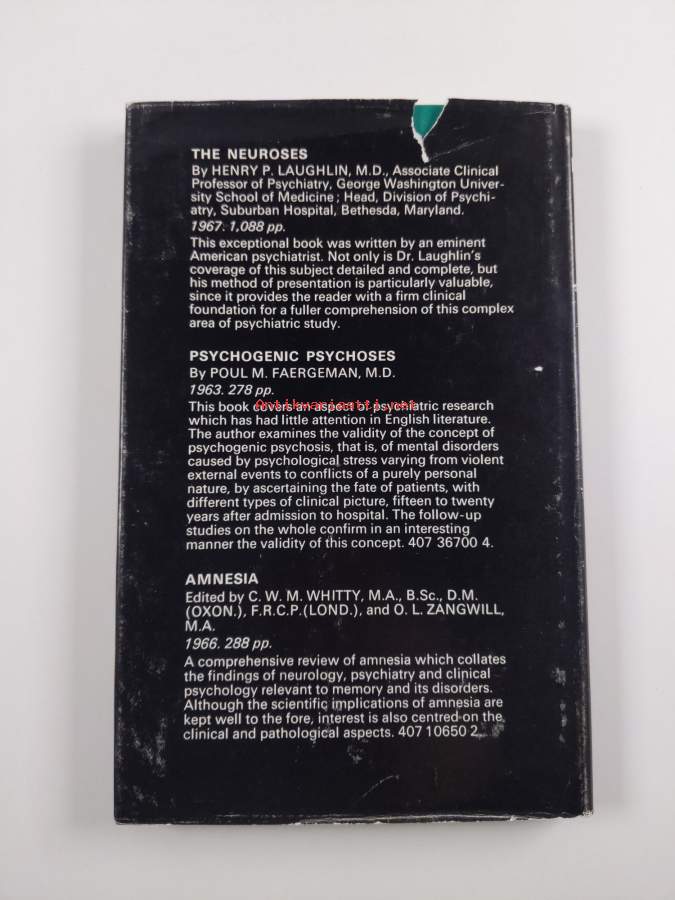 THE NEUROSES
By HENRY P. LAUGHLIN, M.D., Associate Clinical
Professor of Psychiatry, George Washington Univer-
sity School of Medicine; Head, Division of Psychi-
atry, Suburban Hospital, Bethesda, Maryland.
1967. 1,088 pp.
This exceptional book was written by an eminent
American psychiatrist. Not only is Dr. Laughlin's
coverage of this subject detailed and complete, but
his method of presentation is particularly valuable,
since it provides the reader with a firm clinical
foundation for a fuller comprehension of this complex
area of psychiatric study.
PSYCHOGENIC PSYCHOSES
By POUL M. FAERGEMAN, M.D.
1963. 278 pp.
This book covers an aspect of psychiatric research
Antikvariaatti.net
which has had little attention in English literature.
The author examines the validity of the concept of
psychogenic psychosis, that is, of mental disorders
caused by psychological stress varying from violent
external events to conflicts of a purely personal
nature, by ascertaining the fate of patients, with
different types of clinical picture, fifteen to twenty
years after admission to hospital. The follow-up
studies on the whole confirm in an interesting
manner the validity of this concept. 407 36700 4.
AMNESIA
Edited by C. W. M. WHITTY, M.A., B.Sc., D.M.
(OXON.), F.R.C.P.(LOND.), and O. L. ZANGWILL,
M.A.
1966. 288 pp.
A comprehensive review of amnesia which collates
the findings of neurology, psychiatry and clinical
psychology relevant to memory and its disorders.
Although the scientific implications of amnesia are
kept well to the fore, interest is also centred on the
clinical and pathological aspects. 407 10650 2